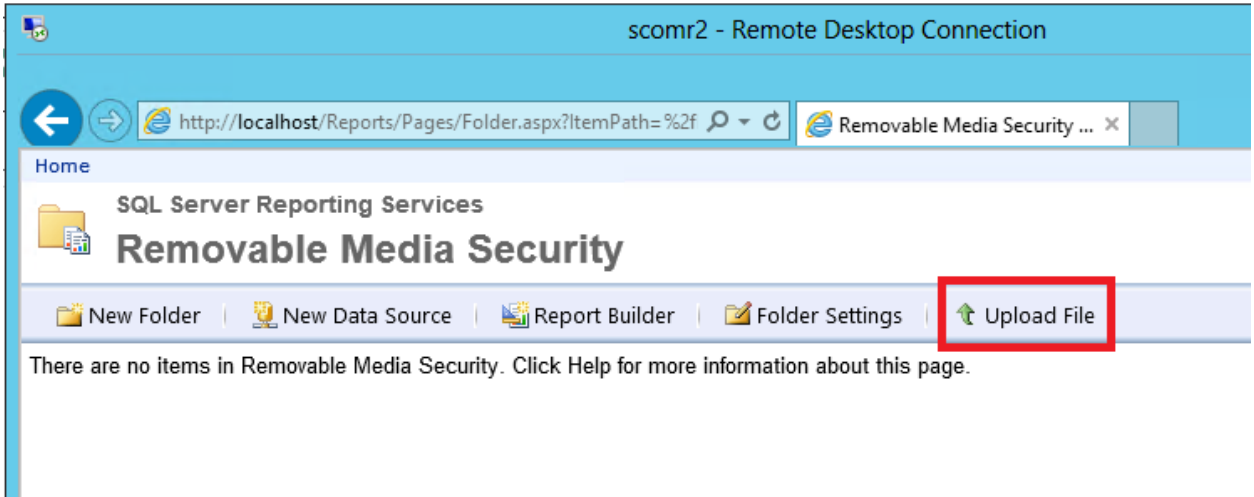 scomr2 - Remote Desktop Connection
http://localhost/Reports/Pages/Folder.aspx?ItemPath=%2f
Removable Media Security ...
Home
SQL Server Reporting Services
Removable Media Security
New Folder New Data Source Report Builder Folder Settings Upload File
There are no items in Removable Media Security. Click Help for more information about this page.